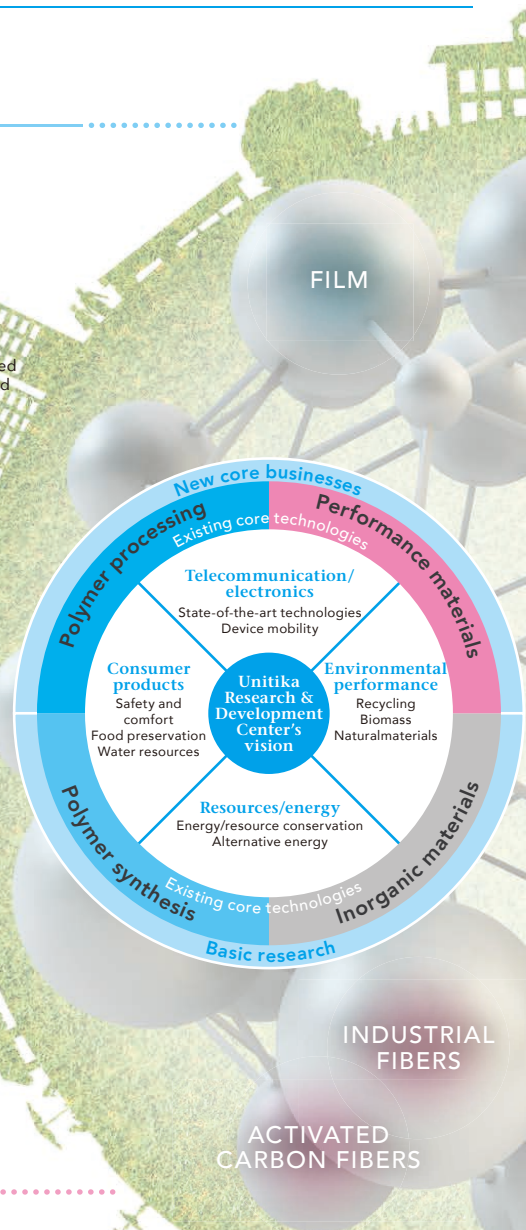 FILM
ed
d
New core businesses
Polymer processing
Performance materials
Existing core technologies
Telecommunication/
electronics
State-of-the-art technologies
Device mobility
Consumer
products
Safety and
comfort
Food preservation
Water resources
Unitika
Research &
Development
Center's
vision
Environmental
performance
Recycling
Biomass
Naturalmaterials
Resources/energy
Energy/resource conservation
Alternative energy
Polymer synthesis
Existing core technologies
Inorganic materials
Basic research
INDUSTRIAL
FIBERS
ACTIVATED
CARBON FIBERS